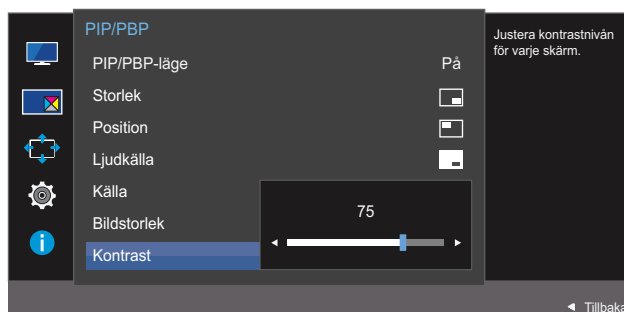 PIP/PBP
PIP/PBP-läge På
Storlek
Position
Ljudkälla
Källa
Bildstorlek
Kontrast
75
Justera kontrastnivån
för varje skärm.
Tillbaka